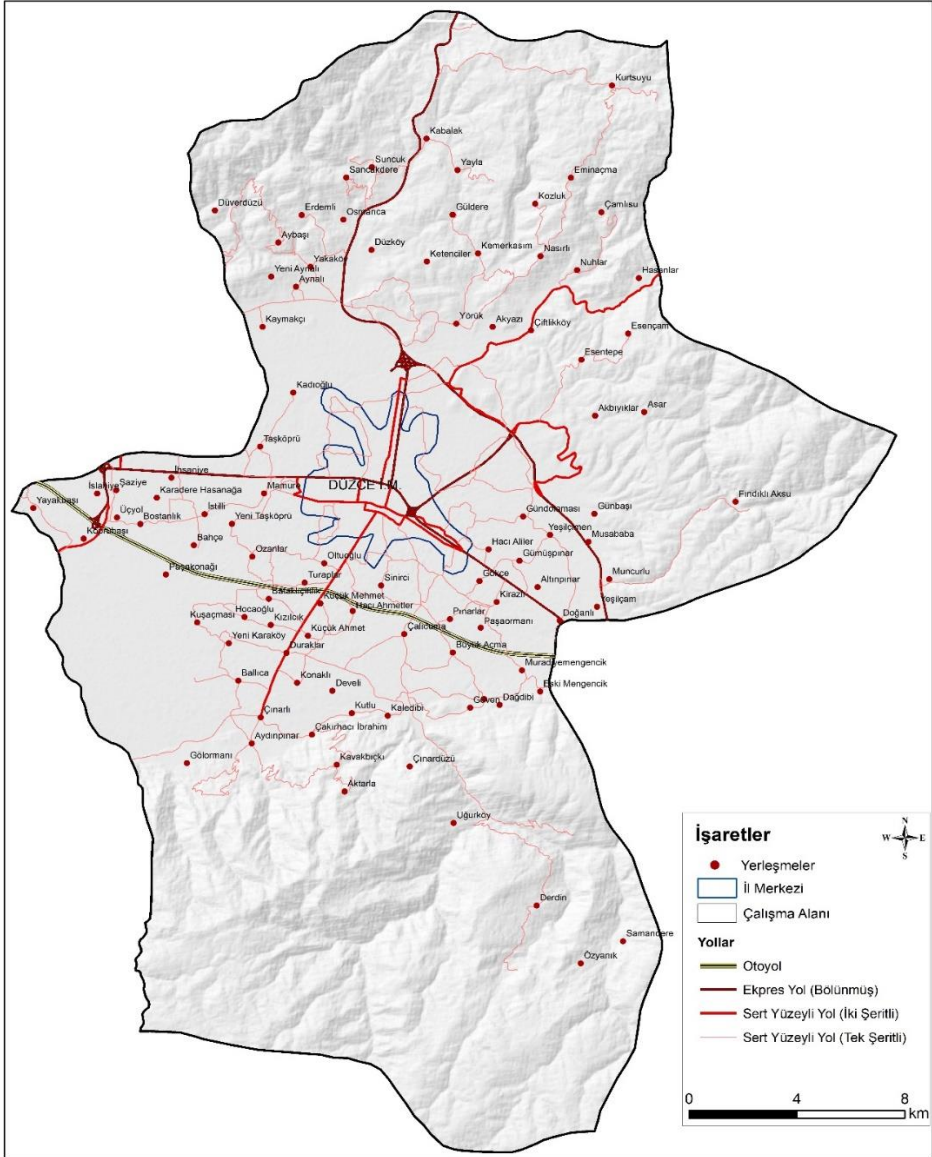 Kurtsuyu
Kabalak
Suncuk
Yayla
Sancakdere
Eminaçma
Kozluk
Düverdüzü
Erdemli
Osmanca
Güldere
Çamlısu
Aybaşı
Düzköy
Kemerkasım
Nasırlı
Ketenciler
Yakaköy
Nuhlar
Yeni Aynalı
Hasanlar
Aynalı
Kaymakçı
Yörük
Akyazı
Çiftlikköy
Esençam
Esentepe
Kadıoğlu
Akbıyıklar
Asar
Taşköprü
İhsaniye
DÜZCE İ.M.
İslaniye
Şaziye
Karadere Hasanağa
Mamure
Fındıklı Aksu
Yayakbaşı
Üçyol
Bostanlık
İstilli
Yeni Taşköprü
Gündolaması
Günbaşı
Yeşilçimen
Musababa
Bahçe
Ozanlar
Oltuoğlu
Hacı Aliler
Gümüşpınar
Paşakonağı
Turaplar
Sinirci
Gökçe
Altınpınar
Muncurlu
Küçük Mehmet
Kirazlı
Hacı Ahmetler
Yeşilçam
Kuşaçması
Hocaoğlu
Kızılcık
Pınarlar
Paşaormanı
Doğanlı
Yeni Karaköy
Küçük Ahmet
Çalıcuma
Duraklar
Büyük Açma
Muradiyemengencik
Ballıca
Konaklı
Develi
Eski Mengencik
Güven
Dağdibi
Çınarlı
Kutlu
Kaledibi
Aydınpınar
Çakırhacı İbrahim
Gölormanı
Kavakbıçkı
Çınardüzü
Aktarla
Uğurköy
Derdin
Samandere
Özyanık
İşaretler
N
W E
S
Yerleşmeler
İl Merkezi
Çalışma Alanı
Yollar
Otoyol
Ekpres Yol (Bölünmüş)
Sert Yüzeyli Yol (İki Şeritli)
Sert Yüzeyli Yol (Tek Şeritli)
0 4 8
km